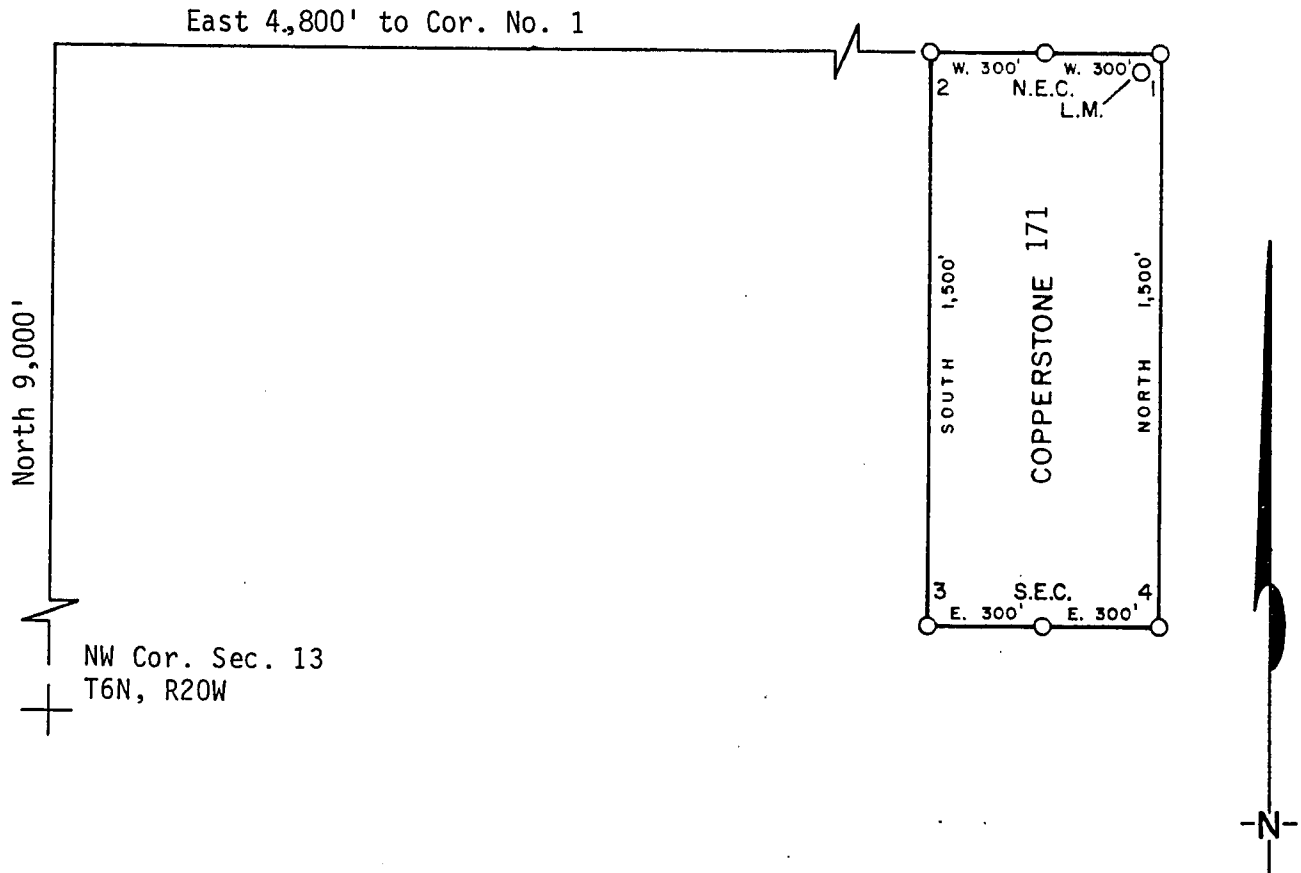 East 4,800' to Cor. No. 1
W. 300' W. 300'
2 N.E.C. 1
L.M.
North 9,000'
SOUTH 1,500'
COPPERSTONE 171
NORTH 1,500'
3 S.E.C. 4
E. 300' E. 300'
NW Cor. Sec. 13
T6N, R20W
N